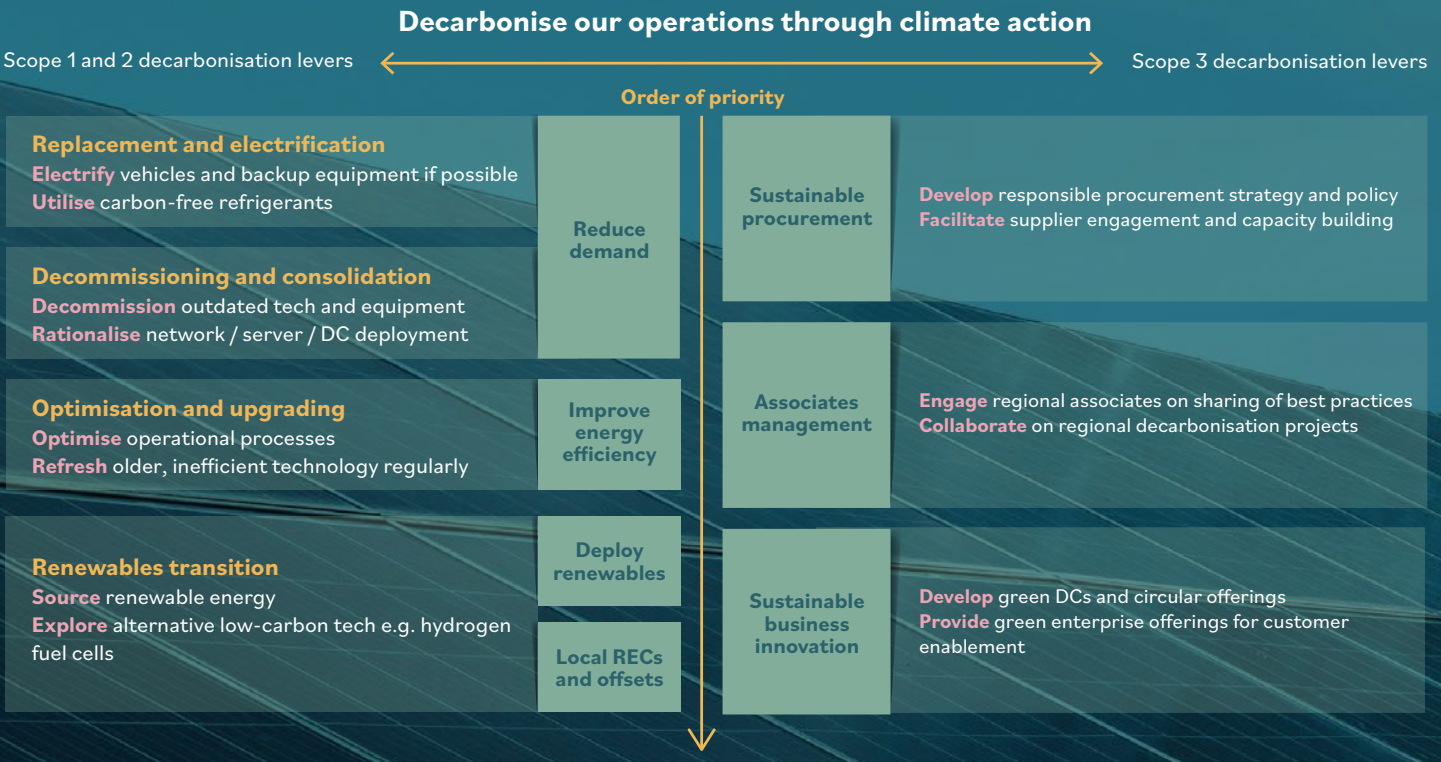 Decarbonise our operations through climate action
Scope 1 and 2 decarbonisation levers
Scope 3 decarbonisation levers
Order of priority
Replacement and electrification
Electrify vehicles and backup equipment if possible
Utilise carbon-free refrigerants
Decommissioning and consolidation
Decommission outdated tech and equipment
Rationalise network / server / DC deployment
Reduce
demand
Optimisation and upgrading
Optimise operational processes
Refresh older, inefficient technology regularly
Improve
energy
efficiency
Renewables transition
Source renewable energy
Explore alternative low-carbon tech e.g. hydrogen
fuel cells
Deploy
renewables
Local RECs
and offsets
Sustainable
procurement
Develop responsible procurement strategy and policy
Facilitate supplier engagement and capacity building
Associates
management
Engage regional associates on sharing of best practices
Collaborate on regional decarbonisation projects
Sustainable
business
innovation
Develop green DCs and circular offerings
Provide green enterprise offerings for customer
enablement